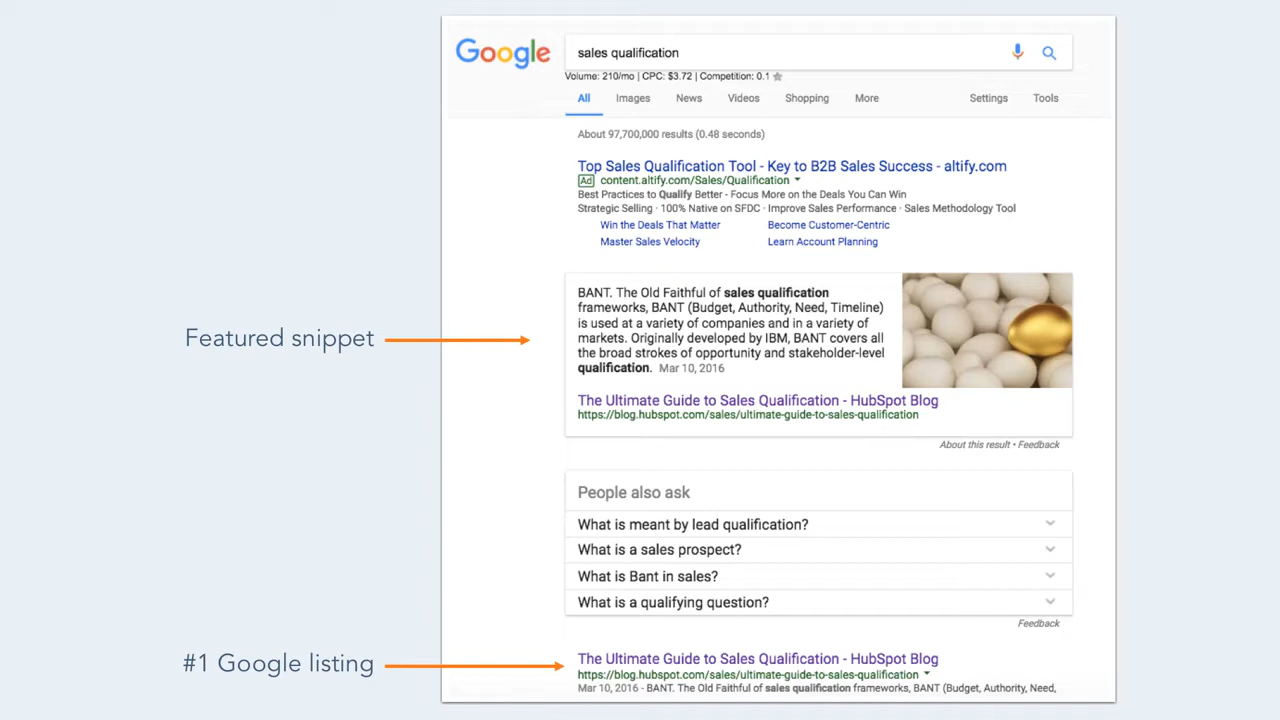 Google
sales qualification
Volume: 210/mo | CPC: $3.72 | Competition: 0.1
All Images News Videos Shopping More Settings Tools
About 97,700,000 results (0.48 seconds)
Top Sales Qualification Tool - Key to B2B Sales Success - altify.com
Ad content.altify.com/Sales/Qualification
Best Practices to Qualify Better - Focus More on the Deals You Can Win
Strategic Selling · 100% Native on SFDC · Improve Sales Performance · Sales Methodology Tool
Win the Deals That Matter Become Customer-Centric
Master Sales Velocity Learn Account Planning
Featured snippet
BANT. The Old Faithful of sales qualification
frameworks, BANT (Budget, Authority, Need, Timeline)
is used at a variety of companies and in a variety of
markets. Originally developed by IBM, BANT covers all
the broad strokes of opportunity and stakeholder-level
qualification. Mar 10, 2016
The Ultimate Guide to Sales Qualification - HubSpot Blog
https://blog.hubspot.com/sales/ultimate-guide-to-sales-qualification
About this result • Feedback
People also ask
What is meant by lead qualification?
What is a sales prospect?
What is Bant in sales?
What is a qualifying question?
Feedback
#1 Google listing
The Ultimate Guide to Sales Qualification - HubSpot Blog
https://blog.hubspot.com/sales/ultimate-guide-to-sales-qualification
Mar 10, 2016 - BANT. The Old Faithful of sales qualification frameworks, BANT (Budget, Authority, Need,